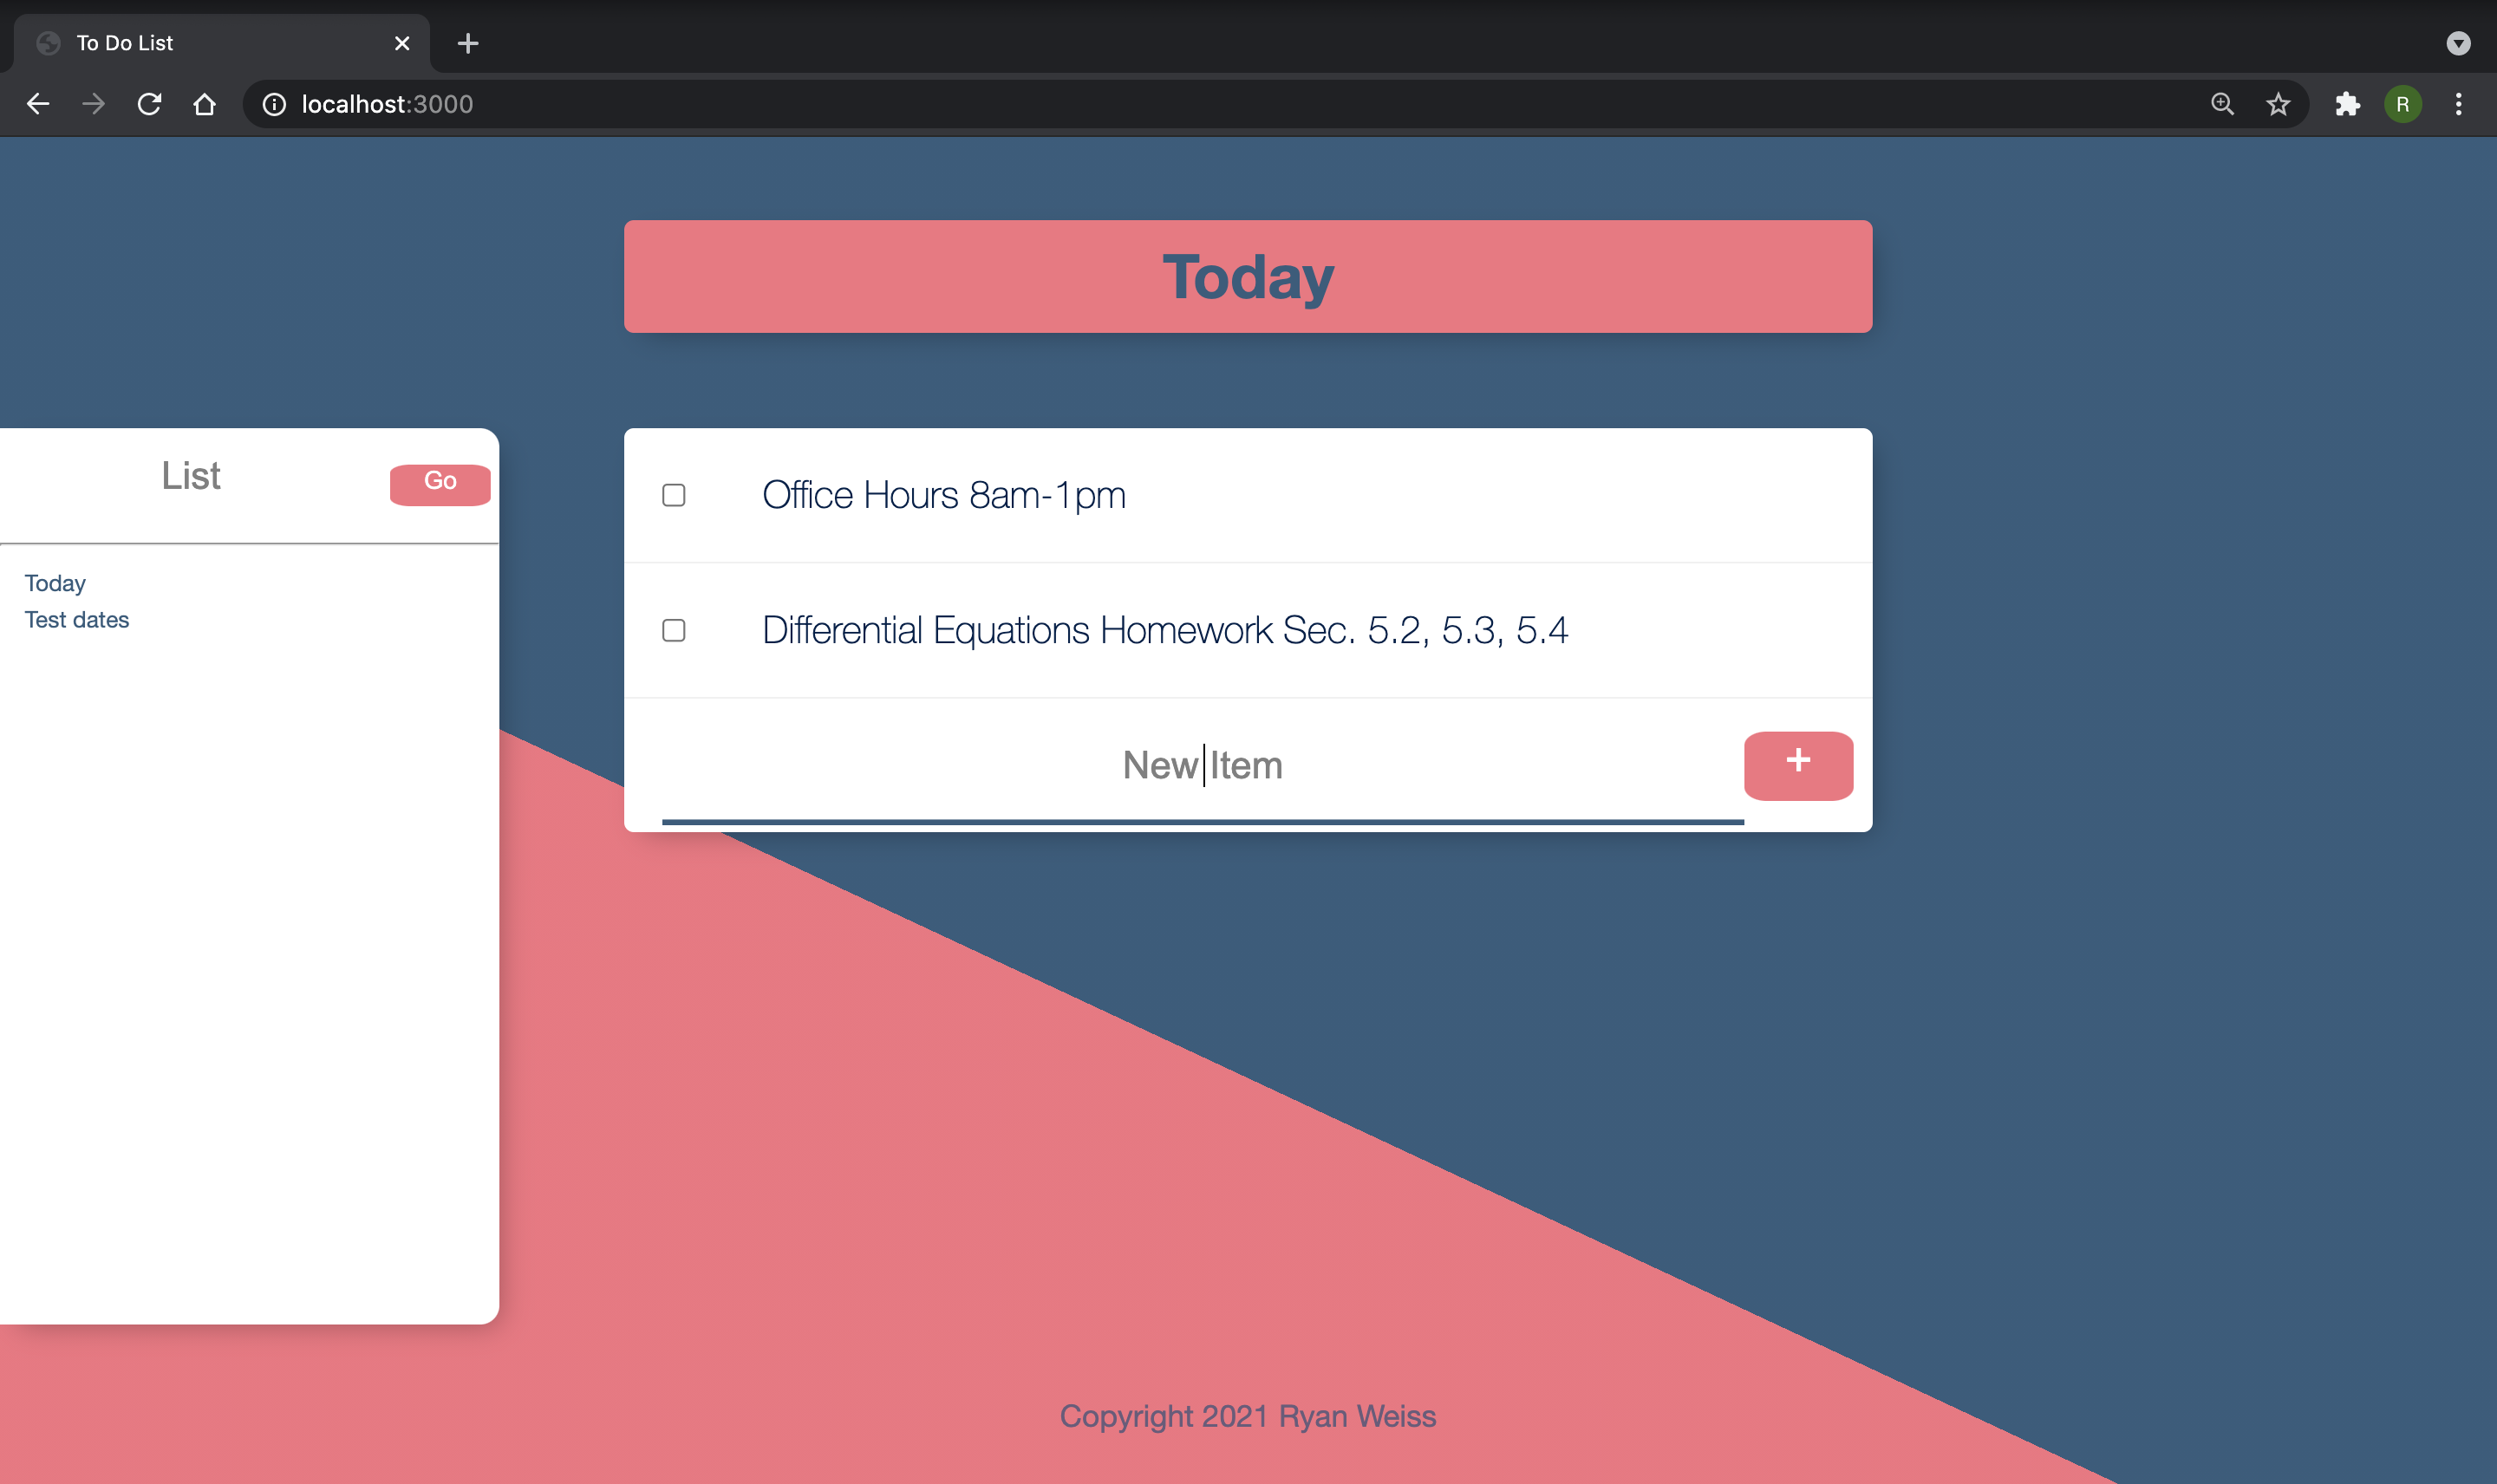 To Do List
localhost:3000
R
Today
List
Go
Today
Test dates
Office Hours 8am-1pm
Differential Equations Homework Sec. 5.2, 5.3, 5.4
New Item
+
Copyright 2021 Ryan Weiss